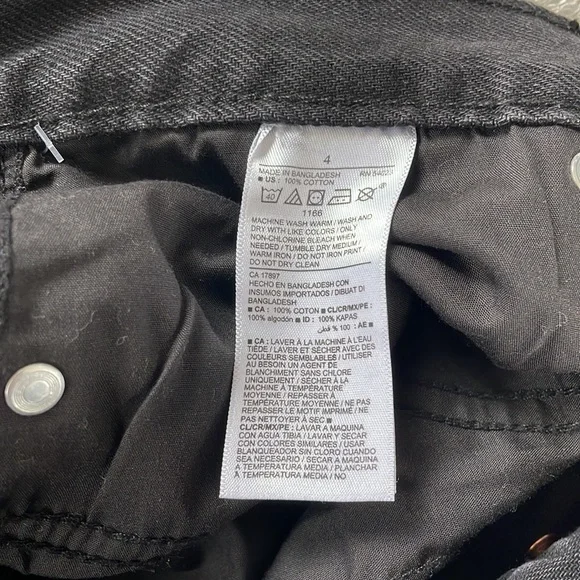 4
MADE IN BANGLADESH
■ US : 100% COTTON
40
1166
MACHINE WASH WARM / WASH AND
DRY WITH LIKE COLORS / ONLY
NON-CHLORINE BLEACH WHEN
NEEDED / TUMBLE DRY MEDIUM /
WARM IRON / DO NOT IRON PRINT /
DO NOT DRY CLEAN
CA 17897
HECHO EN BANGLADESH CON
INSUMOS IMPORTADOS / DIBUAT DI
BANGLADESH
■ CA : 100% COTON ■ CL/CR/MX/PE :
100% algodón ■ ID : 100% KAPAS
■ AE : 100 % قطن
■ CA : LAVER À LA MACHINE À L'EAU
TIÈDE / LAVER ET SÉCHER AVEC DES
COULEURS SEMBLABLES / UTILISER
AU BESOIN UN AGENT DE
BLANCHIMENT SANS CHLORE
UNIQUEMENT / SÉCHER À LA
MACHINE À TEMPÉRATURE
MOYENNE / REPASSER À
TEMPÉRATURE MOYENNE / NE PAS
REPASSER LE MOTIF IMPRIMÉ / NE
PAS NETTOYER À SEC
CL/CR/MX/PE : LAVAR A MAQUINA
CON AGUA TIBIA / LAVAR Y SECAR
CON COLORES SIMILARES / USAR
BLANQUEADOR SIN CLORO CUANDO
SEA NECESARIO / SECAR A MAQUINA
A TEMPERATURA MEDIA / PLANCHAR
A TEMPERATURA MEDIA / NO